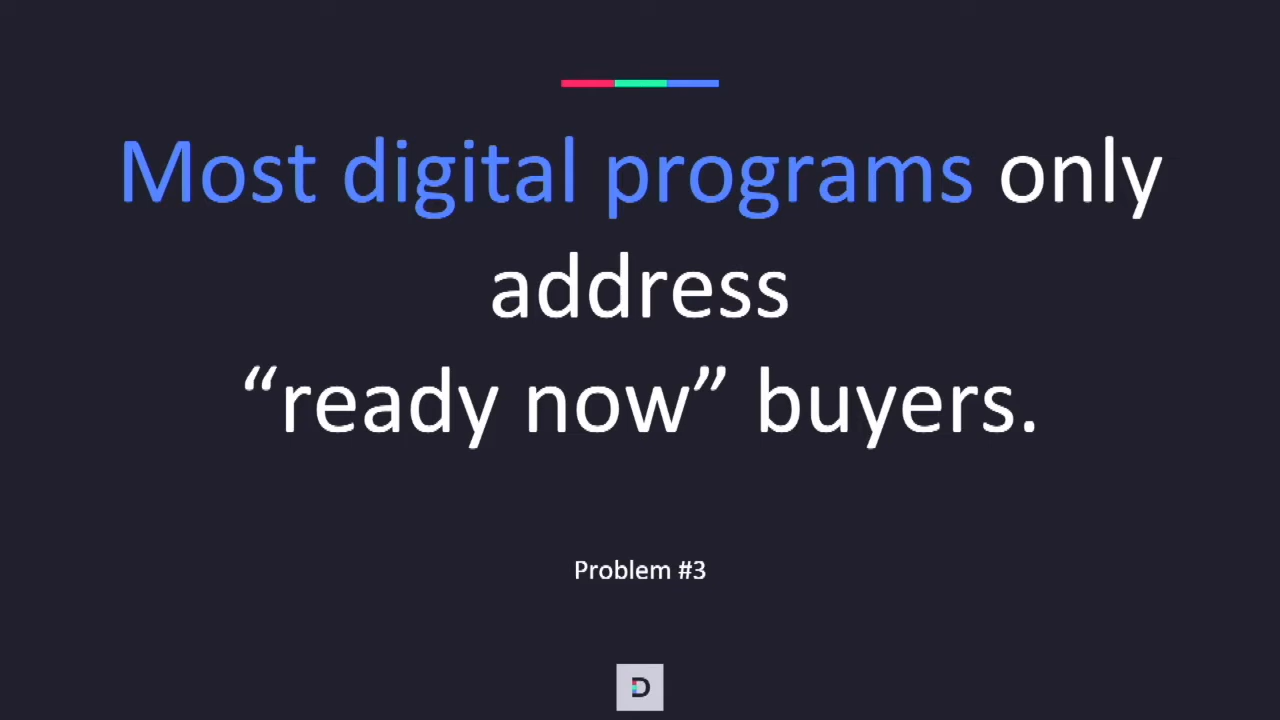 Most digital programs only
address
“ready now” buyers.
Problem #3
D